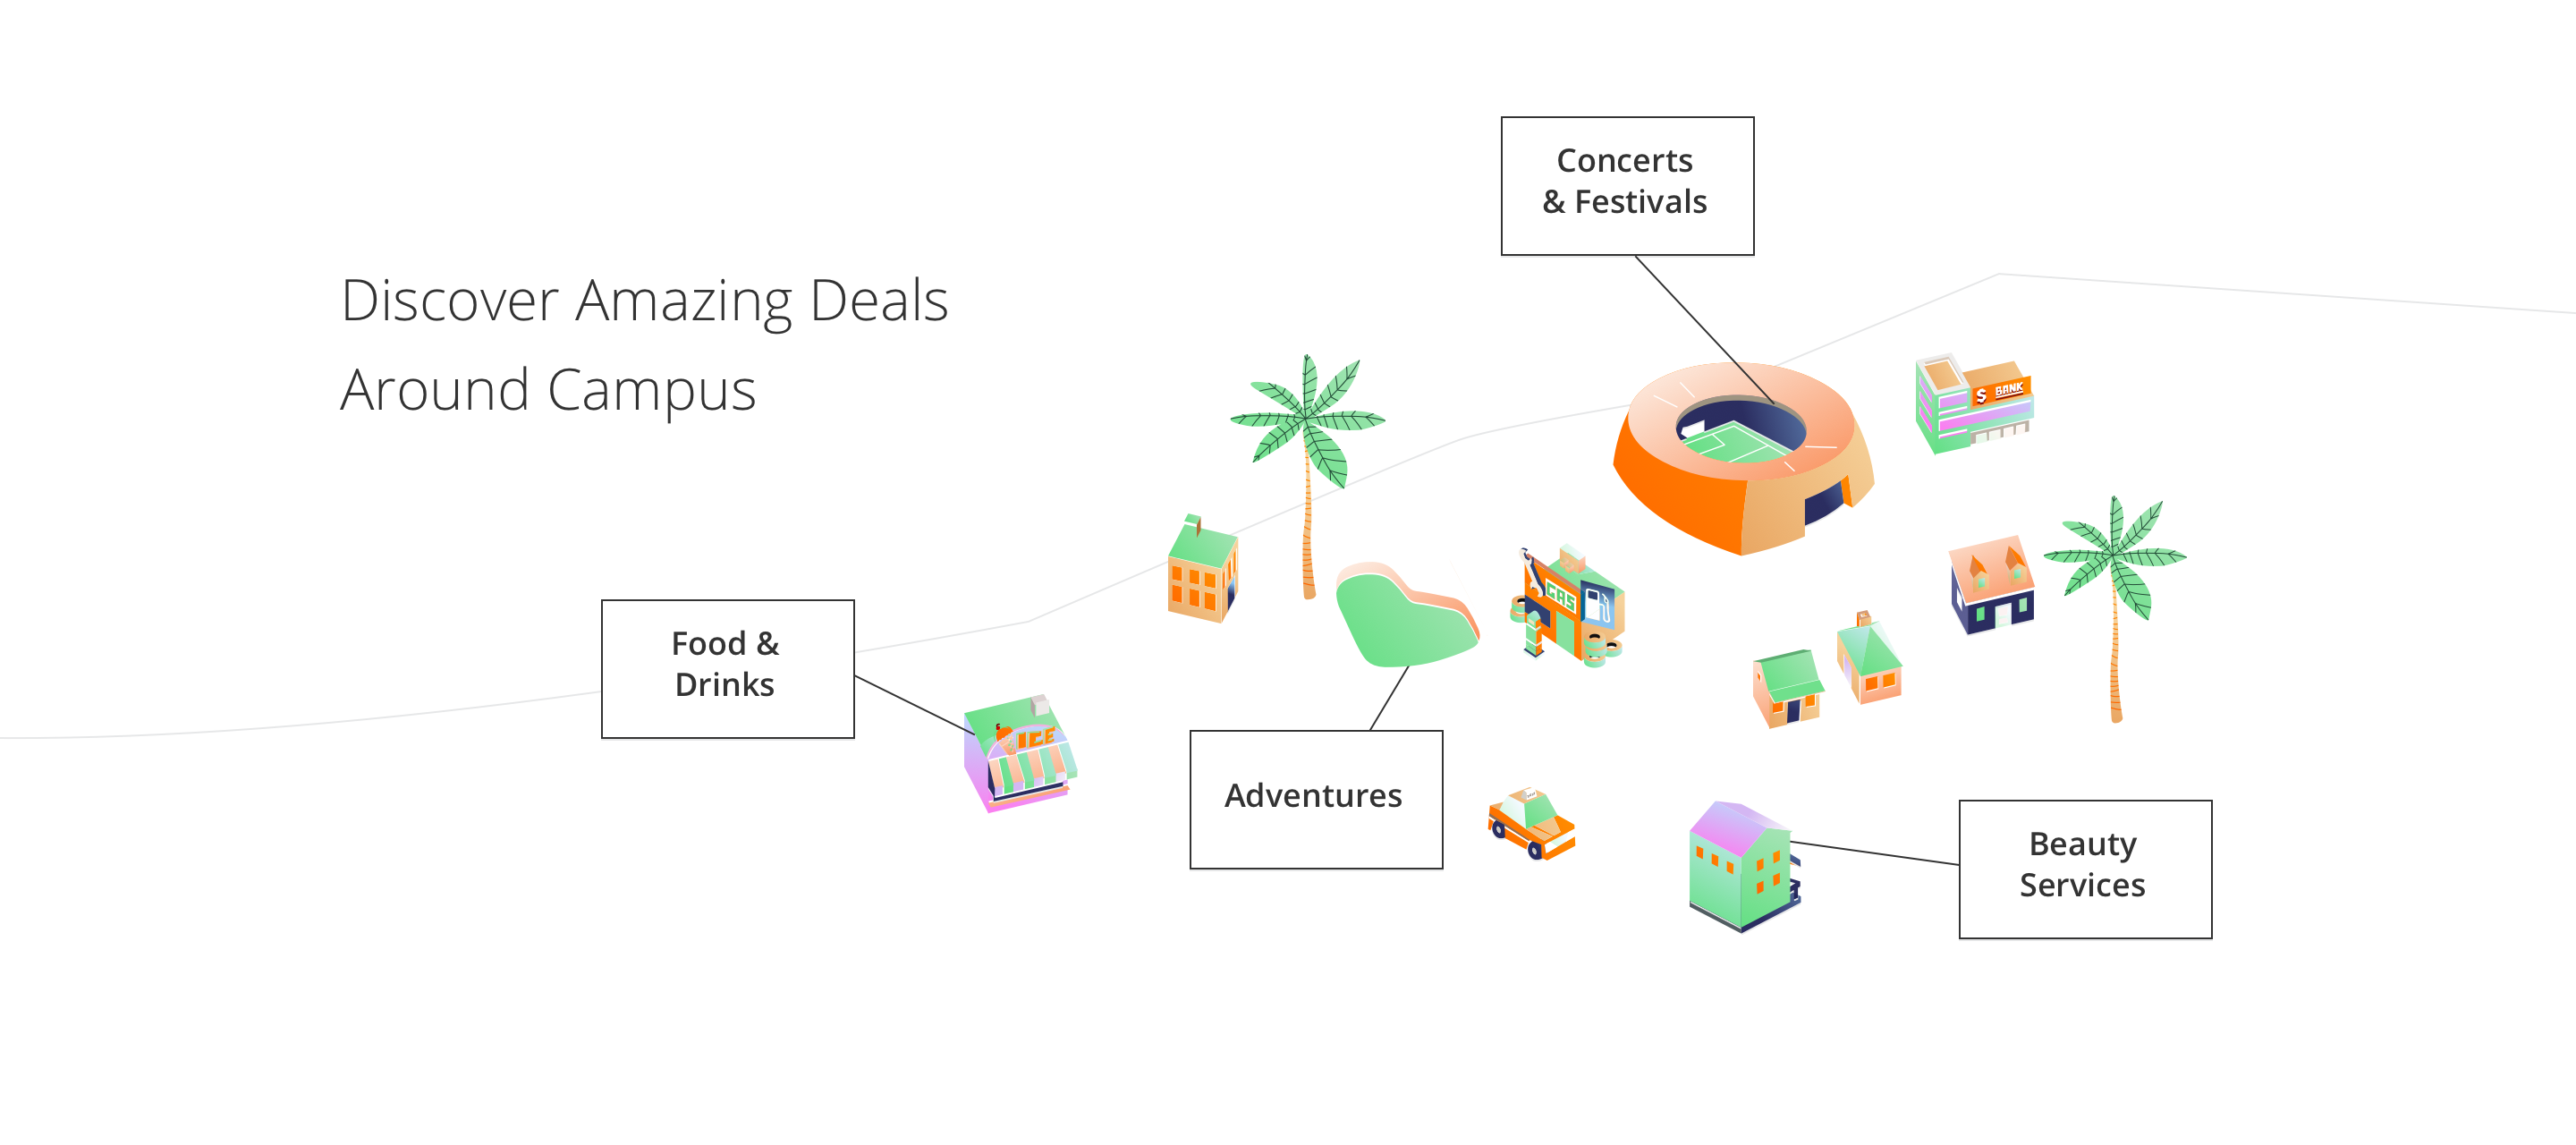 Discover Amazing Deals
Around Campus
Concerts
& Festivals
$ BANK
GAS
Food &
Drinks
ICE
Adventures
Beauty
Services